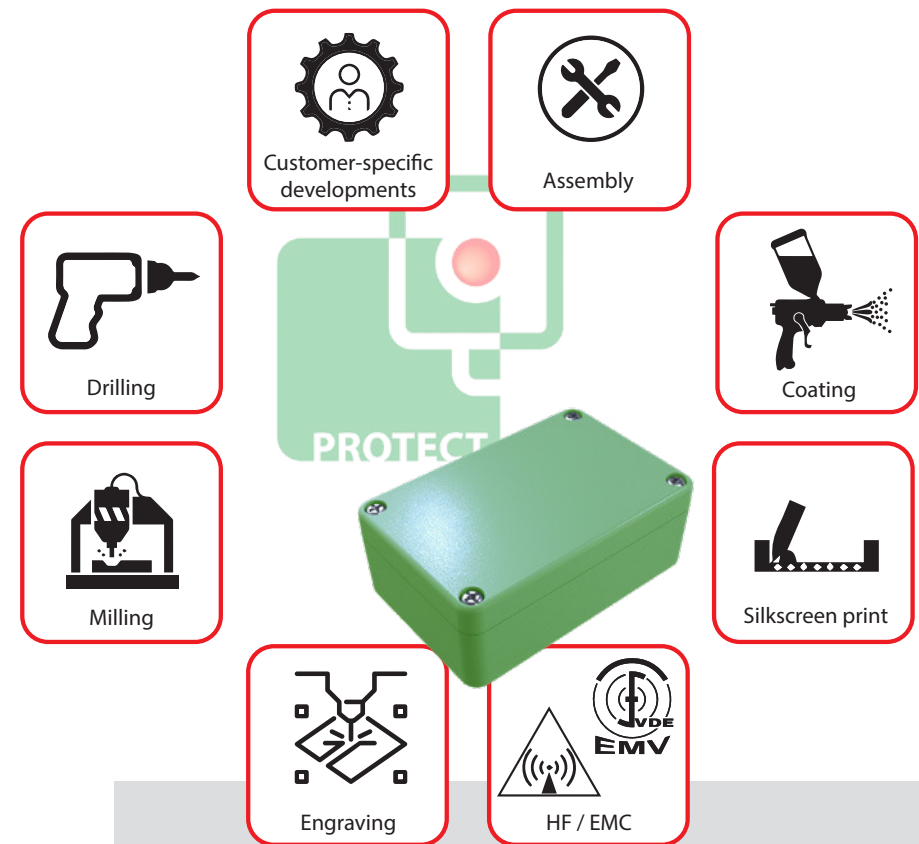 Customer-specific
developments
Assembly
Drilling
Coating
PROTECT
Milling
Silkscreen print
VDE
EMV
Engraving
HF / EMC